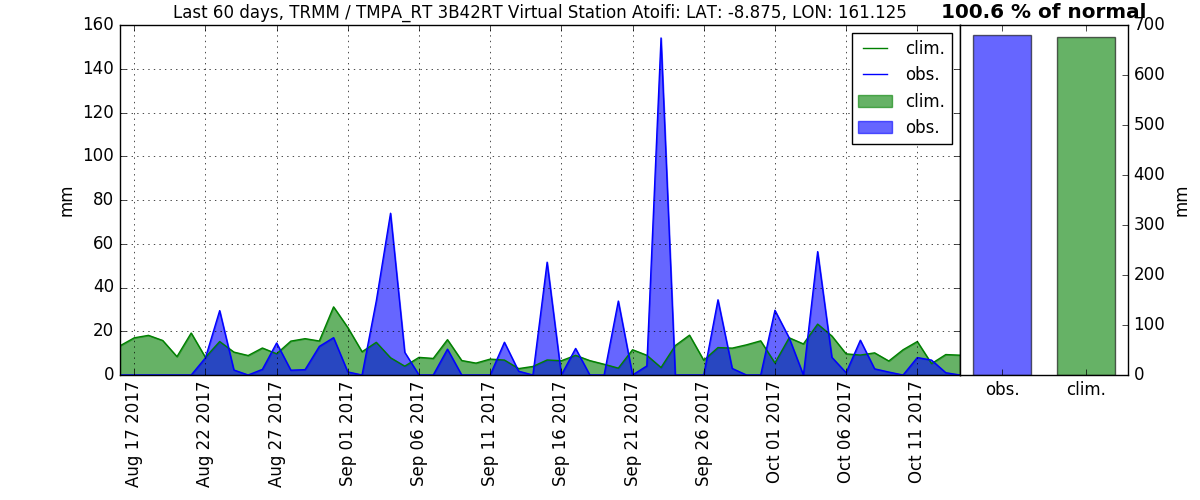 Last 60 days, TRMM / TMPA_RT 3B42RT Virtual Station Atoifi: LAT: -8.875, LON: 161.125
100.6 % of normal
mm
160
140
120
100
80
60
40
20
0
clim.
obs.
clim.
obs.
Aug 17 2017
Aug 22 2017
Aug 27 2017
Sep 01 2017
Sep 06 2017
Sep 11 2017
Sep 16 2017
Sep 21 2017
Sep 26 2017
Oct 01 2017
Oct 06 2017
Oct 11 2017
obs.
clim.
700
600
500
400
300
200
100
0
mm